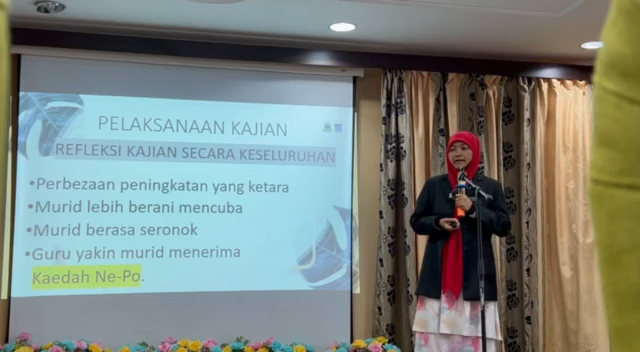 PELAKSANAAN KAJIAN
REFLEKSI KAJIAN SECARA KESELURUHAN
•Perbezaan peningkatan yang ketara
•Murid lebih berani mencuba
•Murid berasa seronok
•Guru yakin murid menerima
Kaedah Ne-Po.